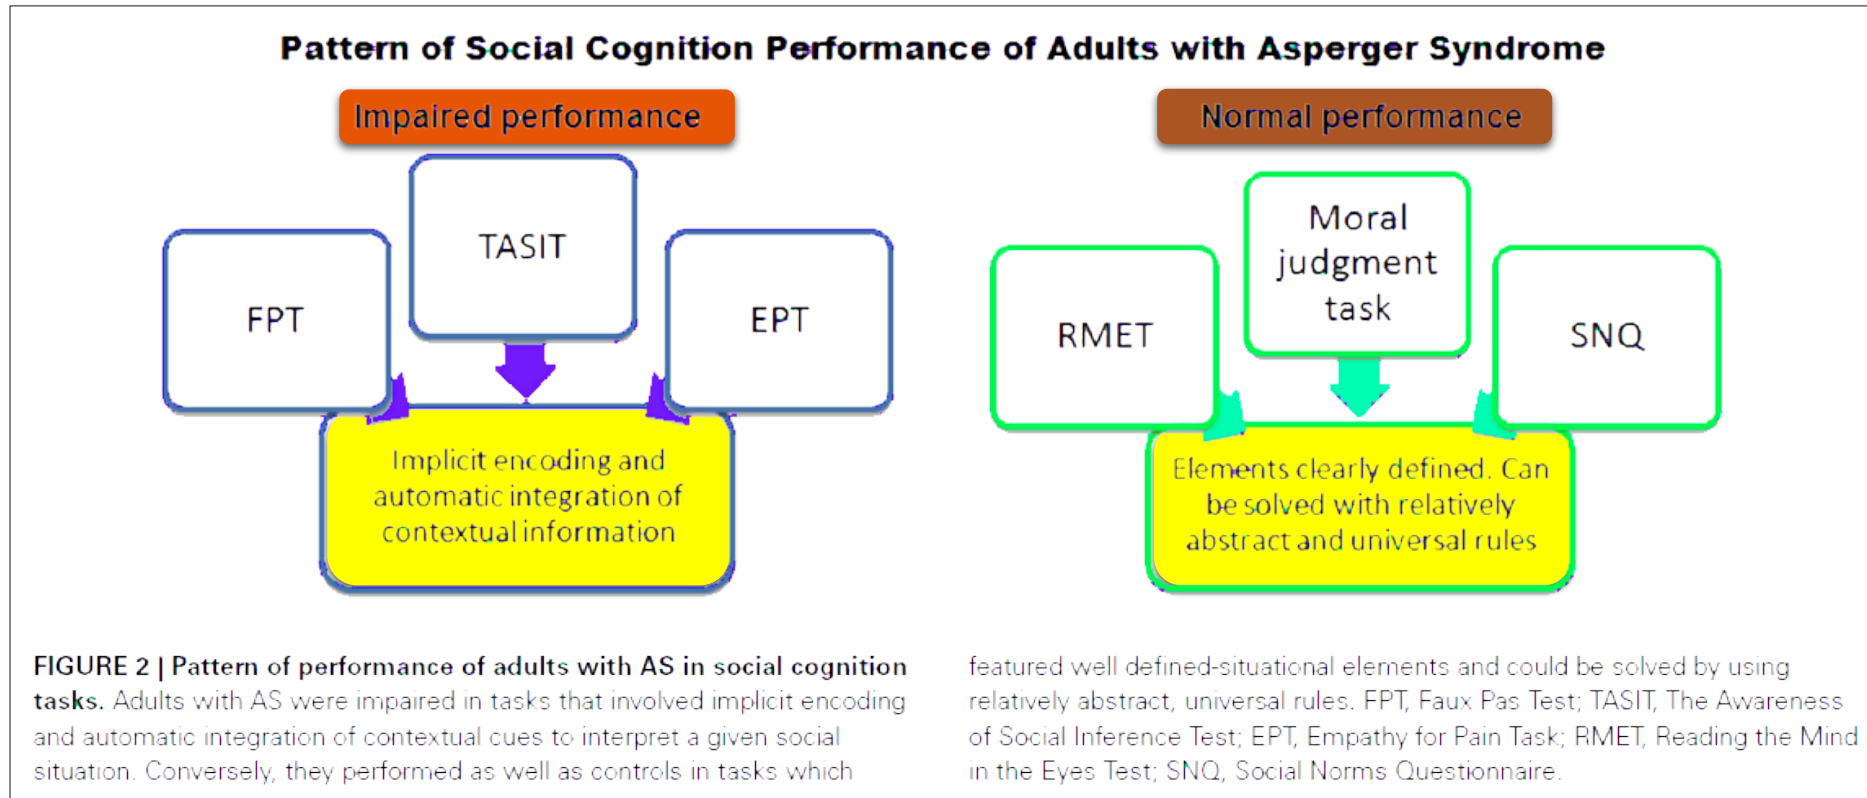 Pattern of Social Cognition Performance of Adults with Asperger Syndrome
Impaired performance
FPT
TASIT
EPT
Implicit encoding and
automatic integration of
contextual information
Normal performance
RMET
Moral
judgment
task
SNQ
Elements clearly defined. Can
be solved with relatively
abstract and universal rules
FIGURE 2 | Pattern of performance of adults with AS in social cognition
tasks. Adults with AS were impaired in tasks that involved implicit encoding
and automatic integration of contextual cues to interpret a given social
situation. Conversely, they performed as well as controls in tasks which
featured well defined-situational elements and could be solved by using
relatively abstract, universal rules. FPT, Faux Pas Test; TASIT, The Awareness
of Social Inference Test; EPT, Empathy for Pain Task; RMET, Reading the Mind
in the Eyes Test; SNQ, Social Norms Questionnaire.